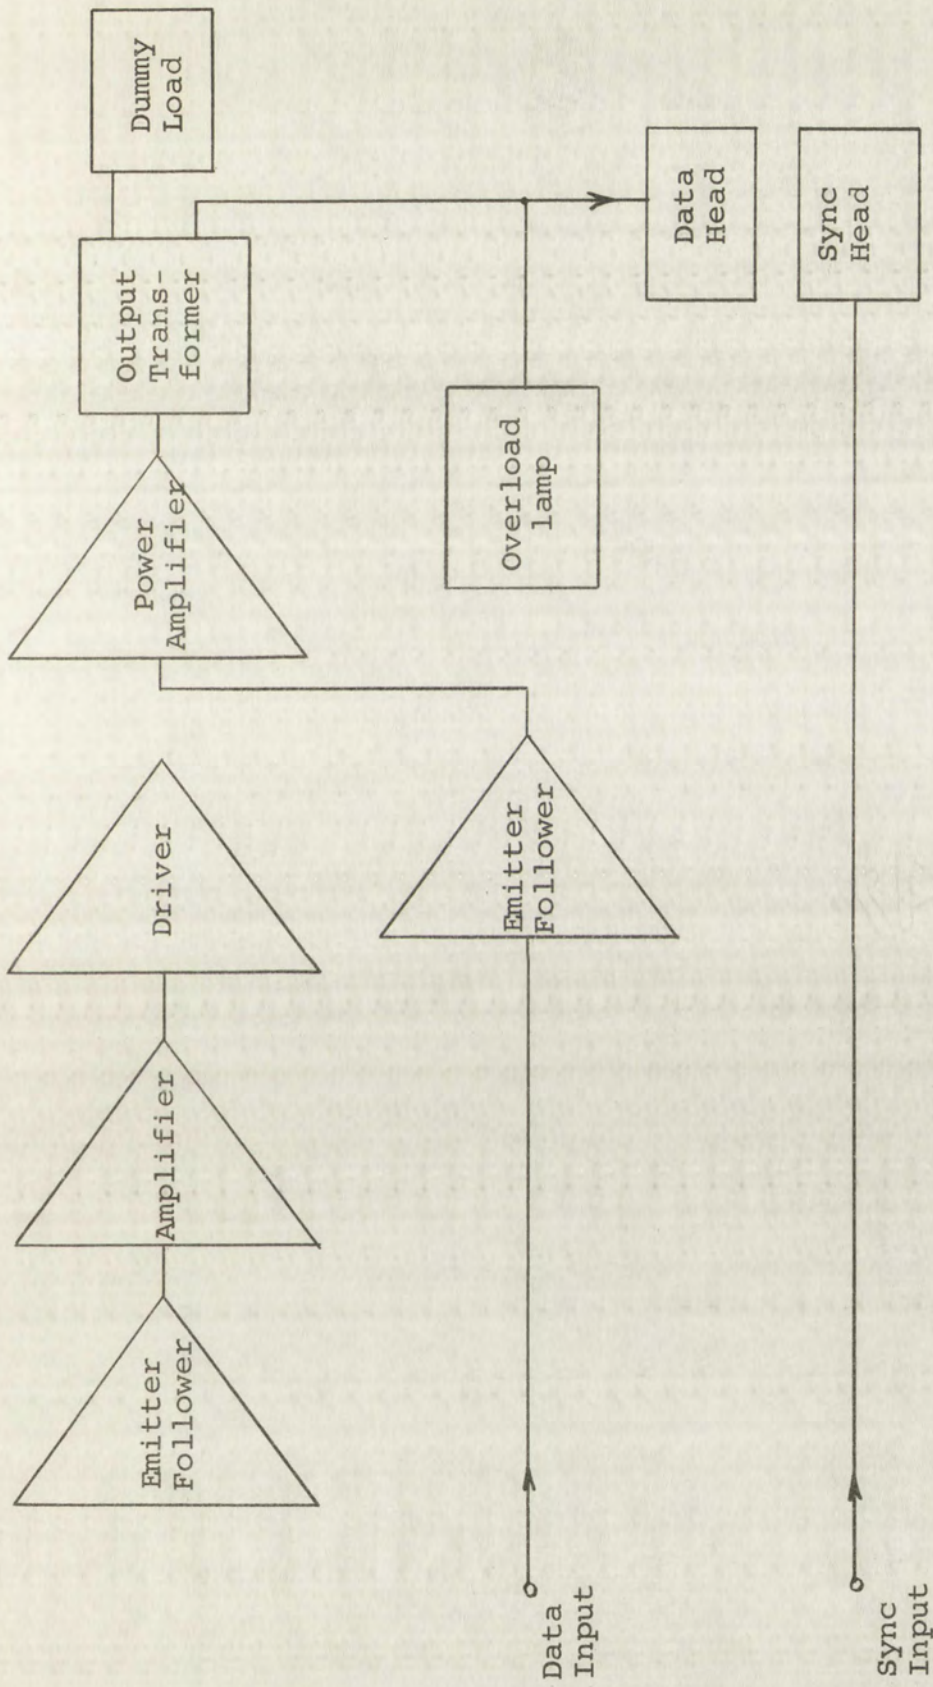 Emitter
Follower
Amplifier
Driver
Power
Amplifier
Output
Trans-
former
Dummy
Load
Data
Input
Emitter
Follower
Overload
lamp
Data
Head
Sync
Input
Sync
Head